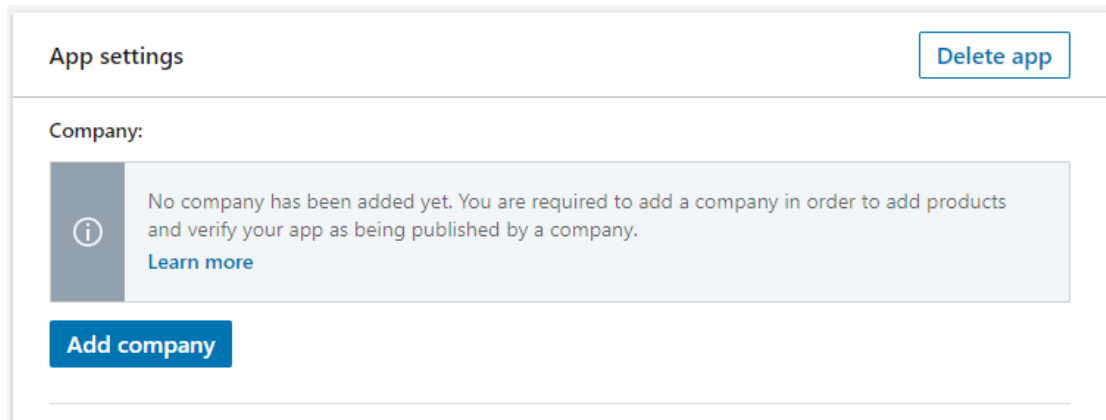 App settings
Delete app
Company:
No company has been added yet. You are required to add a company in order to add products
and verify your app as being published by a company.
Learn more
Add company